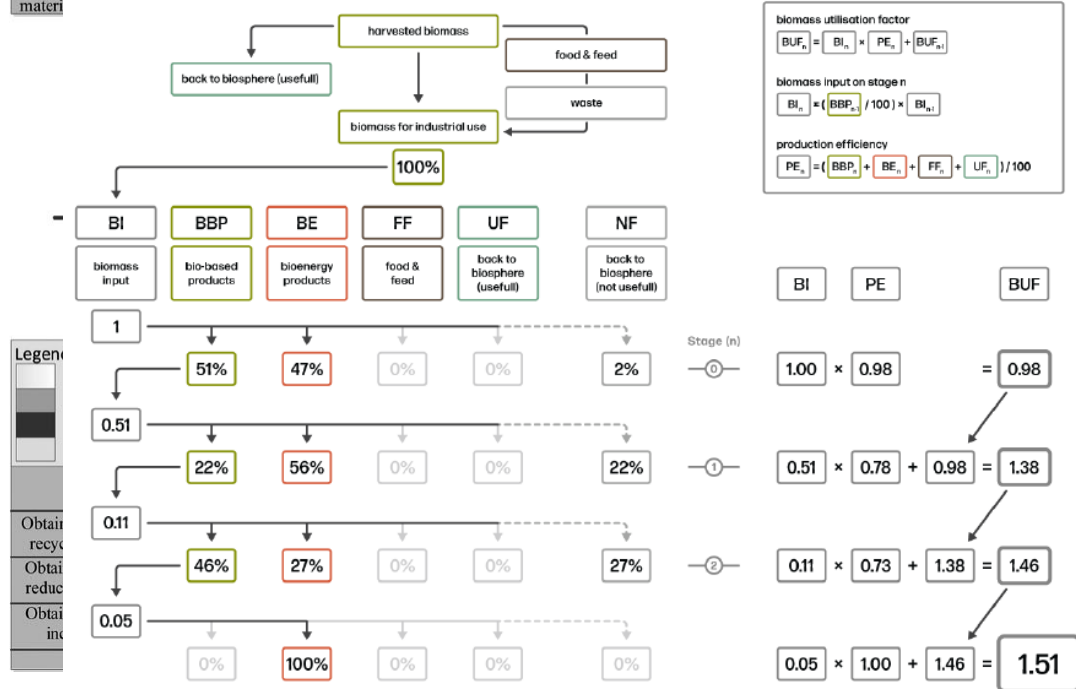 materi
harvested biomass
food & feed
back to biosphere (usefull)
waste
biomass for industrial use
100%
biomass utilisation factor
BUFn = BIn × PEn + BUFn-1
biomass input on stage n
BIn = ( BBPn-1 / 100 ) × BIn-1
production efficiency
PEn = ( BBPn + BEn + FFn + UFn ) / 100
BI BBP BE FF UF NF
biomass input
bio-based products
bioenergy products
food & feed
back to biosphere (usefull)
back to biosphere (not usefull)
BI PE BUF
1
Stage (n)
51% 47% 0% 0% 2% 0 1.00 × 0.98 = 0.98
0.51
22% 56% 0% 0% 22% 1 0.51 × 0.78 + 0.98 = 1.38
0.11
46% 27% 0% 0% 27% 2 0.11 × 0.73 + 1.38 = 1.46
0.05
0% 100% 0% 0% 0% 0.05 × 1.00 + 1.46 = 1.51
Legen
Obtai
recyc
Obtai
reduc
Obtai
inc